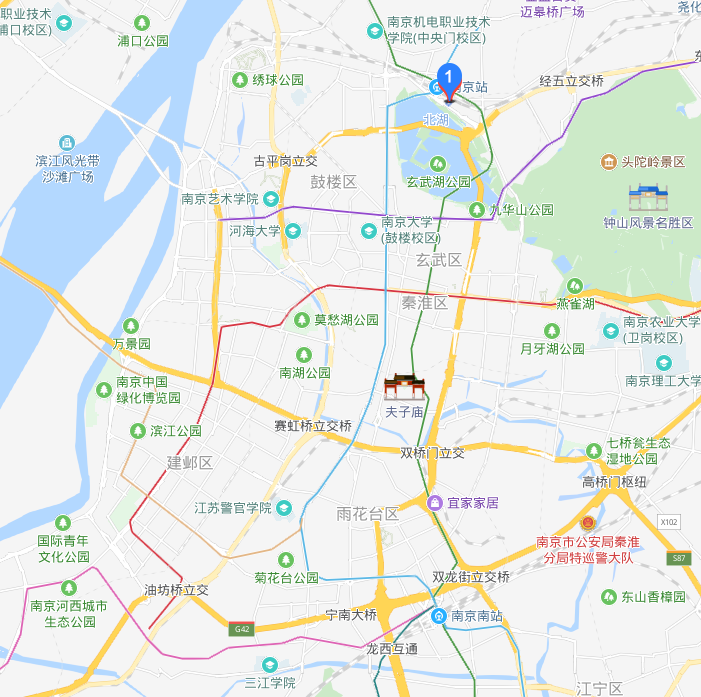 职业技术
浦口校区)
浦口公园
南京机电职业技术
学院(中央门校区)
迈皋桥广场
尧化
绣球公园
1
京站
经五立交桥
东
北湖
滨江风光带
沙滩广场
古平岗立交
鼓楼区
玄武湖公园
头陀岭景区
南京艺术学院
河海大学
南京大学
(鼓楼校区)
九华山公园
钟山风景名胜区
玄武区
秦淮区
燕雀湖
莫愁湖公园
万景园
南京农业大学
(卫岗校区)
月牙湖公园
南湖公园
南京理工大学
南京中国
绿化博览园
夫子庙
滨江公园
赛虹桥立交桥
双桥门立交
七桥瓮生态
湿地公园
建邺区
高桥门枢纽
江苏警官学院
雨花台区
宜家家居
X102
国际青年
文化公园
南京市公安局秦淮
分局特巡警大队
S87
菊花台公园
双龙街立交桥
油坊桥立交
南京河西城市
生态公园
东山香樟园
宁南大桥
南京南站
G42
龙西互通
三江学院
江宁区